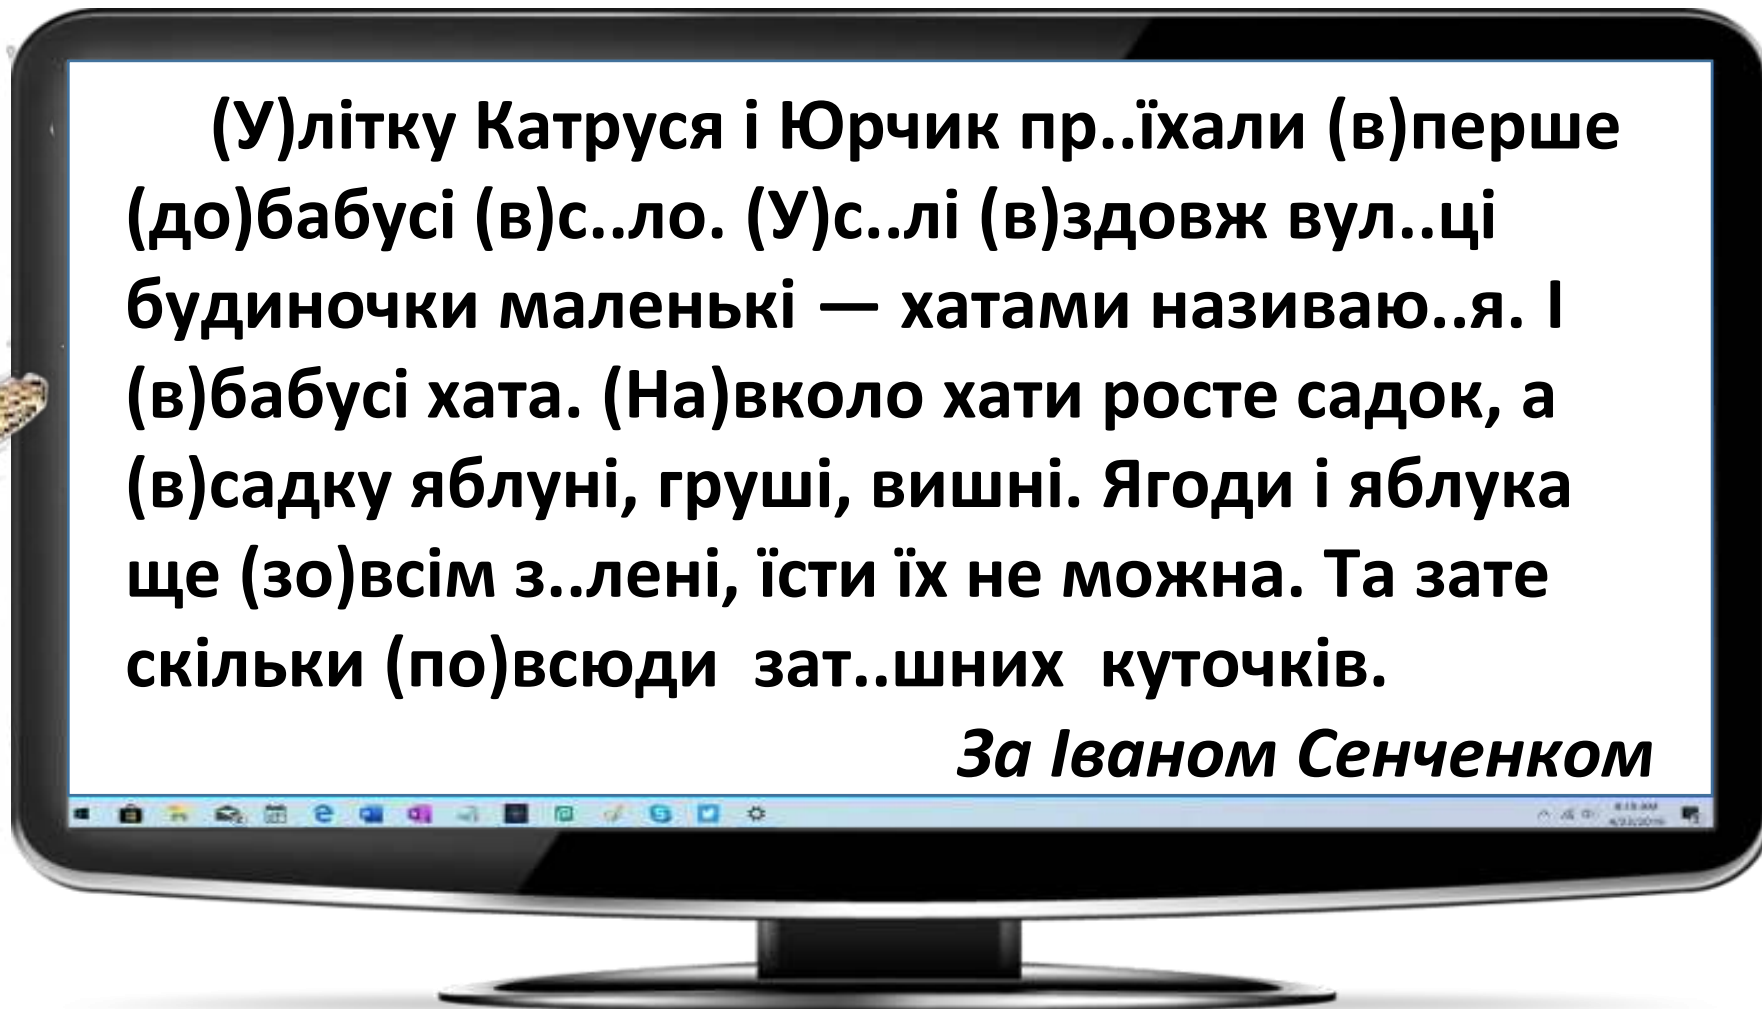 (У)літку Катруся і Юрчик пр..їхали (в)перше
(до)бабусі (в)с..ло. (У)с..лі (в)здовж вул..ці
будиночки маленькі — хатами називаю..я. І
(в)бабусі хата. (На)вколо хати росте садок, а
(в)садку яблуні, груші, вишні. Ягоди і яблука
ще (зо)всім з..лені, їсти їх не можна. Та зате
скільки (по)всюди зат..шних куточків.
За Іваном Сенченком